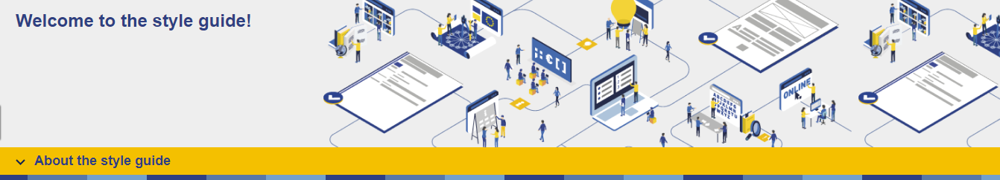 Welcome to the style guide!
€ [ ]
ONLINE
About the style guide